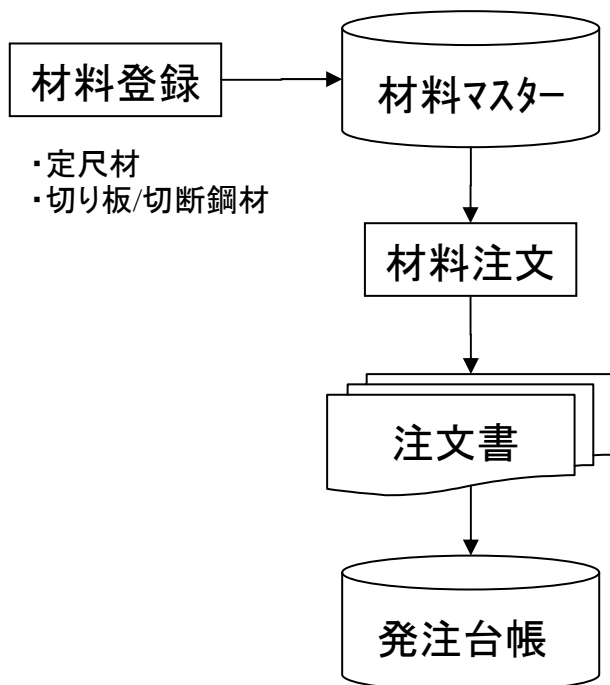 材料登録
材料マスター
・定尺材
・切り板/切断鋼材
材料注文
注文書
発注台帳